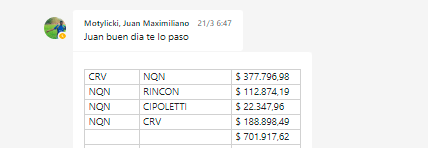 Motylicki, Juan Maximiliano 21/3 6:47
Juan buen dia te lo paso
CRV NQN $ 377.796,98
NQN RINCON $ 112.874,19
NQN CIPOLETTI $ 22.347,96
NQN CRV $ 188.898,49
$ 701.917,62